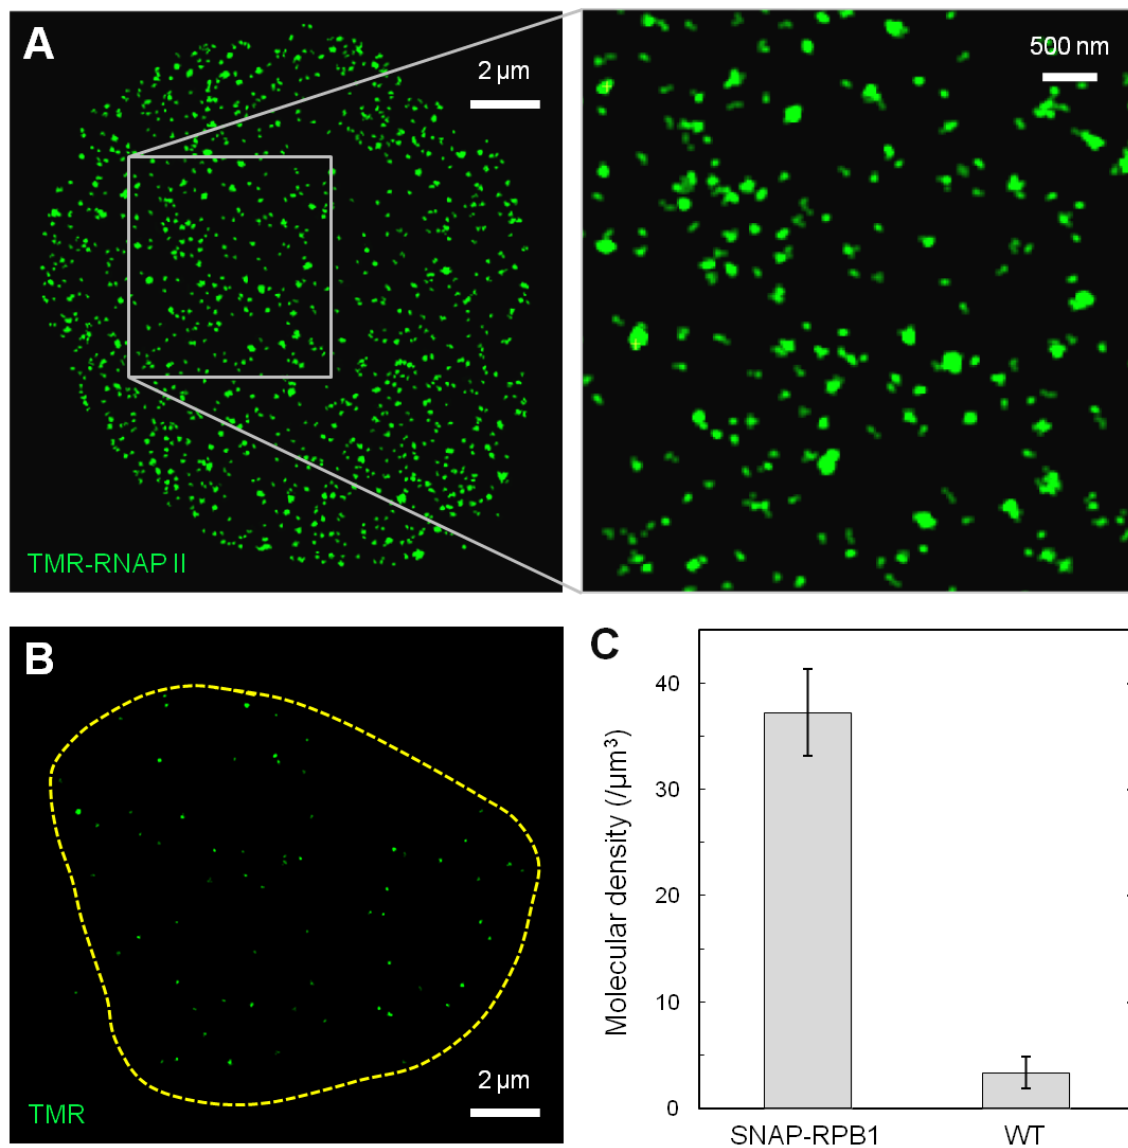 A
2 µm
500 nm
TMR-RNAP II
B
2 µm
TMR
C
Molecular density (/µm³)
40
30
20
10
0
SNAP-RPB1
WT